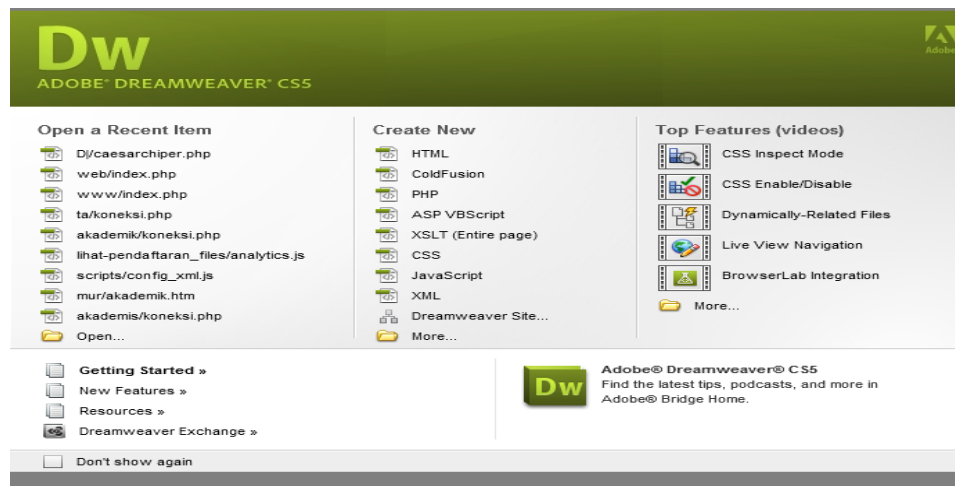 Dw
ADOBE® DREAMWEAVER® CS5
Adobe
Open a Recent Item
D|/caesarchiper.php
web/index.php
www/index.php
ta/koneksi.php
akademik/koneksi.php
lihat-pendaftaran_files/analytics.js
scripts/config_xml.js
mur/akademik.htm
akademis/koneksi.php
Open...
Create New
HTML
ColdFusion
PHP
ASP VBScript
XSLT (Entire page)
CSS
JavaScript
XML
Dreamweaver Site...
More...
Top Features (videos)
CSS Inspect Mode
CSS Enable/Disable
Dynamically-Related Files
Live View Navigation
BrowserLab Integration
More...
Getting Started »
New Features »
Resources »
Dreamweaver Exchange »
Dw
Adobe® Dreamweaver® CS5
Find the latest tips, podcasts, and more in
Adobe® Bridge Home.
Don't show again